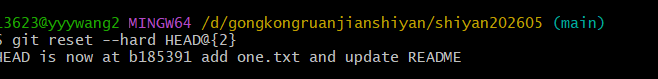 13623@yyywang2 MINGW64 /d/gongkongruanjianshiyan/shiyan202605 (main)
$ git reset --hard HEAD@{2}
HEAD is now at b185391 add one.txt and update README